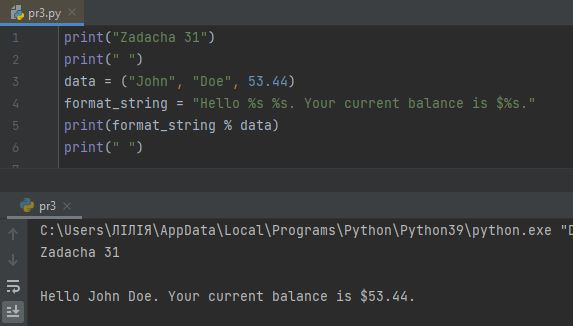 pr3.py
1 print("Zadacha 31")
2 print(" ")
3 data = ("John", "Doe", 53.44)
4 format_string = "Hello %s %s. Your current balance is $%s."
5 print(format_string % data)
6 print(" ")
pr3
C:\Users\ЛІЛІЯ\AppData\Local\Programs\Python\Python39\python.exe "D
Zadacha 31
Hello John Doe. Your current balance is $53.44.